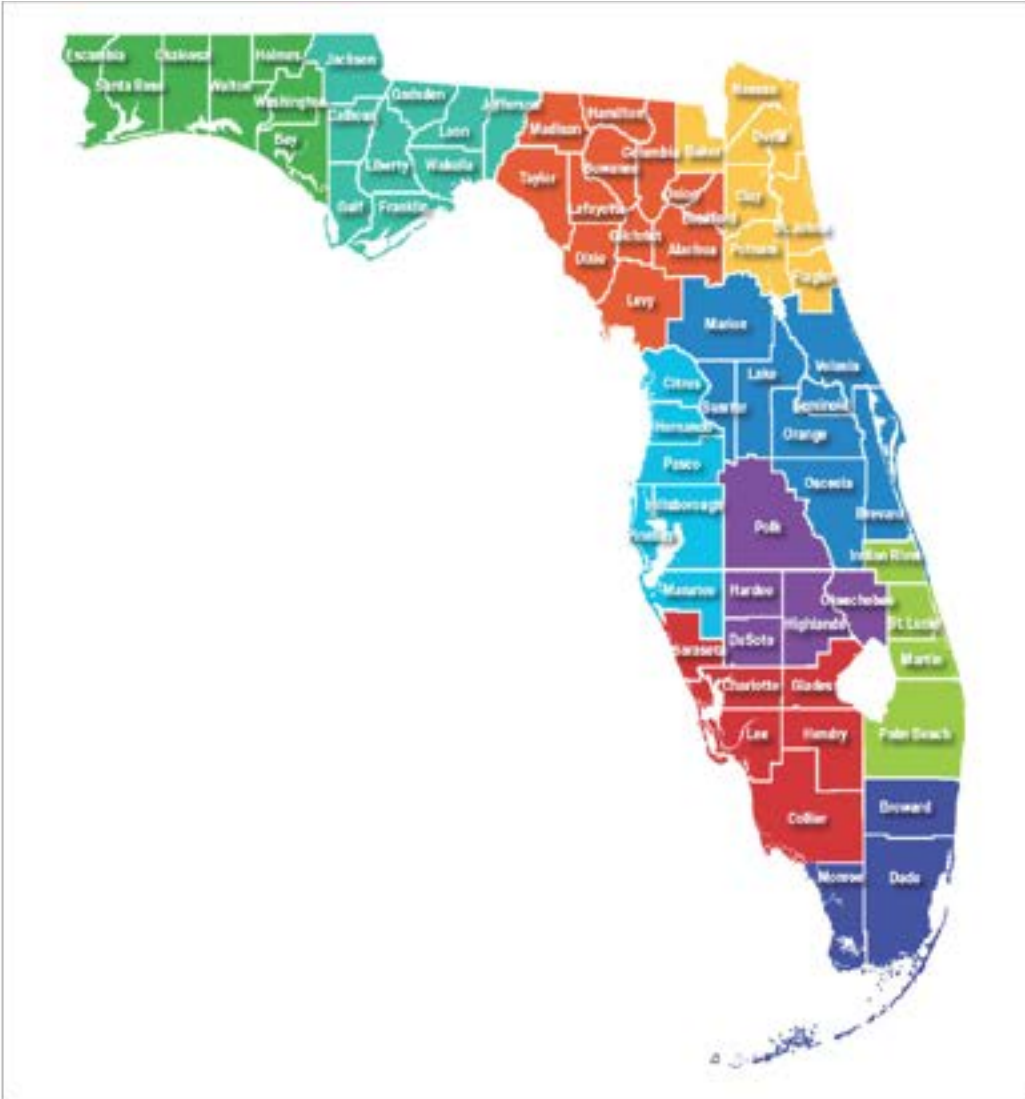 Escambia
Santa Rosa
Okaloosa
Walton
Holmes
Washington
Bay
Jackson
Calhoun
Gadsden
Liberty
Gulf
Franklin
Leon
Wakulla
Jefferson
Madison
Taylor
Hamilton
Suwannee
Lafayette
Columbia
Dixie
Gilchrist
Levy
Union
Bradford
Alachua
Baker
Nassau
Duval
Clay
St. Johns
Putnam
Flagler
Marion
Volusia
Lake
Sumter
Seminole
Orange
Osceola
Brevard
Citrus
Hernando
Pasco
Hillsborough
Pinellas
Manatee
Polk
Hardee
DeSoto
Highlands
Okeechobee
Indian River
St. Lucie
Martin
Palm Beach
Sarasota
Charlotte
Glades
Lee
Hendry
Collier
Broward
Dade
Monroe